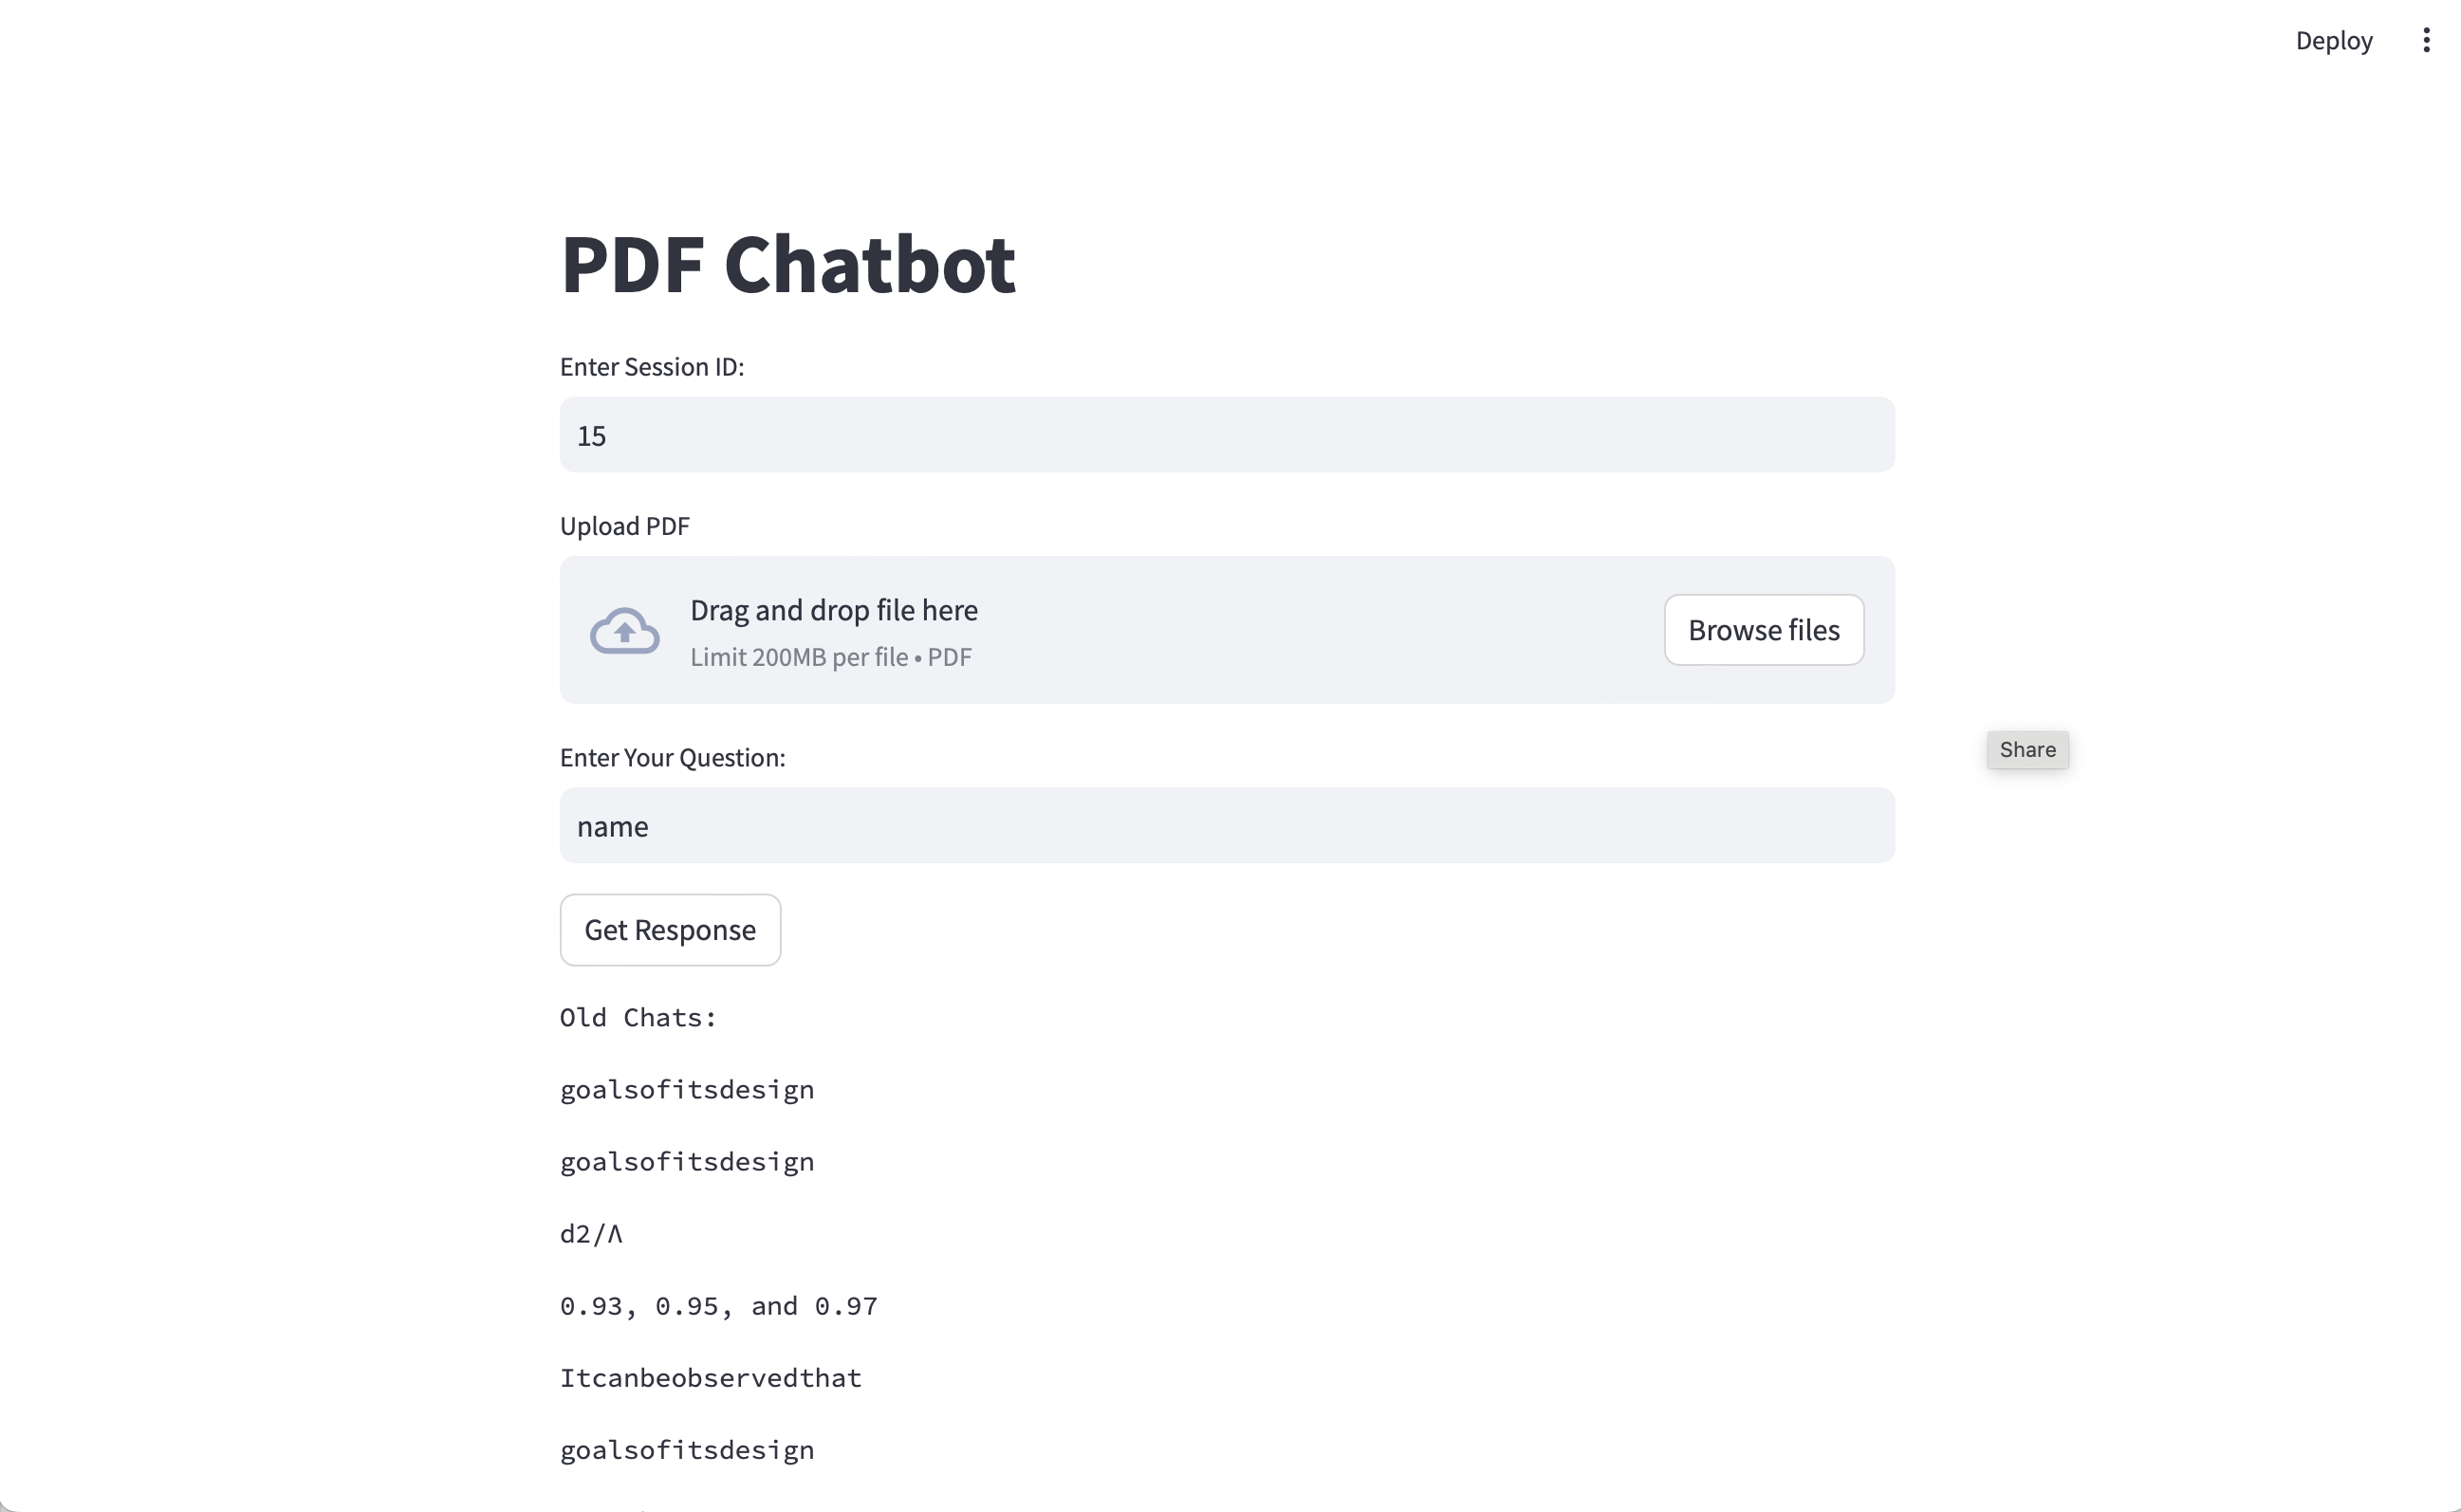 Deploy
PDF Chatbot
Enter Session ID:
15
Upload PDF
Drag and drop file here
Limit 200MB per file • PDF
Browse files
Share
Enter Your Question:
name
Get Response
Old Chats:
goalsofitsdesign
goalsofitsdesign
d2/Λ
0.93, 0.95, and 0.97
Itcanbeobservedthat
goalsofitsdesign